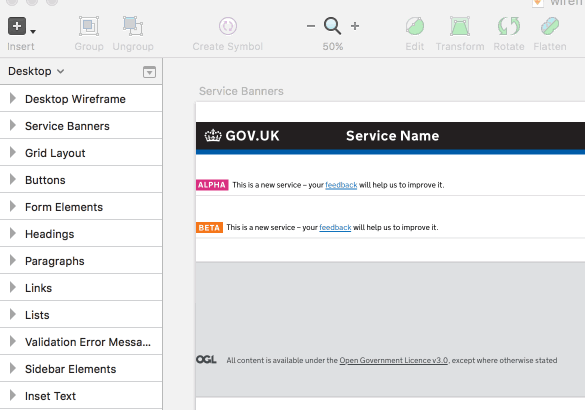 wiren
Insert
Group
Ungroup
Create Symbol
50%
Edit
Transform
Rotate
Flatten
Desktop
Desktop Wireframe
Service Banners
Grid Layout
Buttons
Form Elements
Headings
Paragraphs
Links
Lists
Validation Error Messa...
Sidebar Elements
Inset Text
Service Banners
GOV.UK Service Name
ALPHA This is a new service – your feedback will help us to improve it.
BETA This is a new service – your feedback will help us to improve it.
OGL All content is available under the Open Government Licence v3.0, except where otherwise stated